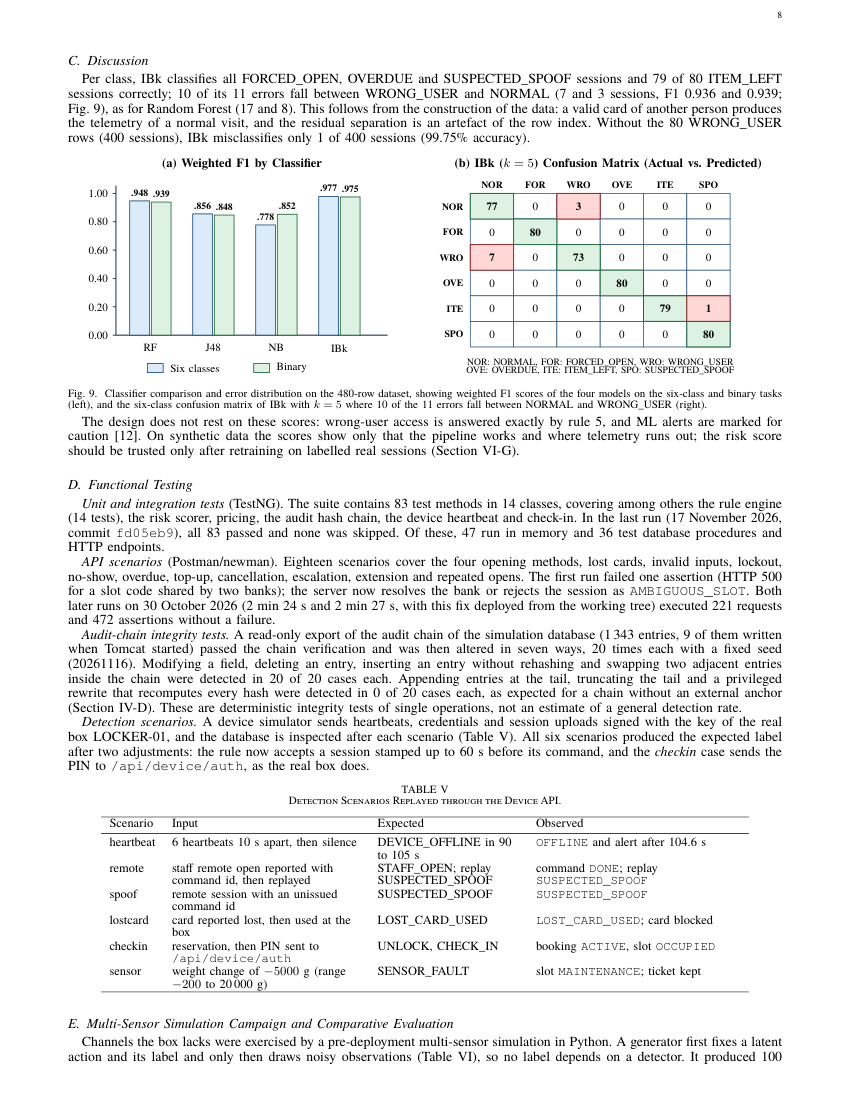 8
C. Discussion
Per class, IBk classifies all FORCED_OPEN, OVERDUE and SUSPECTED_SPOOF sessions and 79 of 80 ITEM_LEFT
sessions correctly; 10 of its 11 errors fall between WRONG_USER and NORMAL (7 and 3 sessions, F1 0.936 and 0.939;
Fig. 9), as for Random Forest (17 and 8). This follows from the construction of the data: a valid card of another person produces
the telemetry of a normal visit, and the residual separation is an artefact of the row index. Without the 80 WRONG_USER
rows (400 sessions), IBk misclassifies only 1 of 400 sessions (99.75% accuracy).
(a) Weighted F1 by Classifier
1.00
0.80
0.60
0.40
0.20
0.00
.948 .939
.856 .848
.778 .852
.977 .975
RF J48 NB IBk
Six classes Binary
(b) IBk (k = 5) Confusion Matrix (Actual vs. Predicted)
NOR FOR WRO OVE ITE SPO
NOR 77 0 3 0 0 0
FOR 0 80 0 0 0 0
WRO 7 0 73 0 0 0
OVE 0 0 0 80 0 0
ITE 0 0 0 0 79 1
SPO 0 0 0 0 0 80
NOR: NORMAL, FOR: FORCED_OPEN, WRO: WRONG_USER
OVE: OVERDUE, ITE: ITEM_LEFT, SPO: SUSPECTED_SPOOF
Fig. 9. Classifier comparison and error distribution on the 480-row dataset, showing weighted F1 scores of the four models on the six-class and binary tasks
(left), and the six-class confusion matrix of IBk with k = 5 where 10 of the 11 errors fall between NORMAL and WRONG_USER (right).
The design does not rest on these scores: wrong-user access is answered exactly by rule 5, and ML alerts are marked for
caution [12]. On synthetic data the scores show only that the pipeline works and where telemetry runs out; the risk score
should be trusted only after retraining on labelled real sessions (Section VI-G).
D. Functional Testing
Unit and integration tests (TestNG). The suite contains 83 test methods in 14 classes, covering among others the rule engine
(14 tests), the risk scorer, pricing, the audit hash chain, the device heartbeat and check-in. In the last run (17 November 2026,
commit fd05eb9), all 83 passed and none was skipped. Of these, 47 run in memory and 36 test database procedures and
HTTP endpoints.
API scenarios (Postman/newman). Eighteen scenarios cover the four opening methods, lost cards, invalid inputs, lockout,
no-show, overdue, top-up, cancellation, escalation, extension and repeated opens. The first run failed one assertion (HTTP 500
for a slot code shared by two banks); the server now resolves the bank or rejects the session as AMBIGUOUS_SLOT. Both
later runs on 30 October 2026 (2 min 24 s and 2 min 27 s, with this fix deployed from the working tree) executed 221 requests
and 472 assertions without a failure.
Audit-chain integrity tests. A read-only export of the audit chain of the simulation database (1 343 entries, 9 of them written
when Tomcat started) passed the chain verification and was then altered in seven ways, 20 times each with a fixed seed
(20261116). Modifying a field, deleting an entry, inserting an entry without rehashing and swapping two adjacent entries
inside the chain were detected in 20 of 20 cases each. Appending entries at the tail, truncating the tail and a privileged
rewrite that recomputes every hash were detected in 0 of 20 cases each, as expected for a chain without an external anchor
(Section IV-D). These are deterministic integrity tests of single operations, not an estimate of a general detection rate.
Detection scenarios. A device simulator sends heartbeats, credentials and session uploads signed with the key of the real
box LOCKER-01, and the database is inspected after each scenario (Table V). All six scenarios produced the expected label
after two adjustments: the rule now accepts a session stamped up to 60 s before its command, and the checkin case sends the
PIN to /api/device/auth, as the real box does.
TABLE V
Detection Scenarios Replayed through the Device API.
Scenario Input Expected Observed
heartbeat 6 heartbeats 10 s apart, then silence DEVICE_OFFLINE in 90 OFFLINE and alert after 104.6 s
to 105 s
remote staff remote open reported with STAFF_OPEN; replay command DONE; replay
command id, then replayed SUSPECTED_SPOOF SUSPECTED_SPOOF
spoof remote session with an unissued SUSPECTED_SPOOF SUSPECTED_SPOOF
command id
lostcard card reported lost, then used at the LOST_CARD_USED LOST_CARD_USED; card blocked
box
checkin reservation, then PIN sent to UNLOCK, CHECK_IN booking ACTIVE, slot OCCUPIED
/api/device/auth
sensor weight change of −5000 g (range SENSOR_FAULT slot MAINTENANCE; ticket kept
−200 to 20 000 g)
E. Multi-Sensor Simulation Campaign and Comparative Evaluation
Channels the box lacks were exercised by a pre-deployment multi-sensor simulation in Python. A generator first fixes a latent
action and its label and only then draws noisy observations (Table VI), so no label depends on a detector. It produced 100